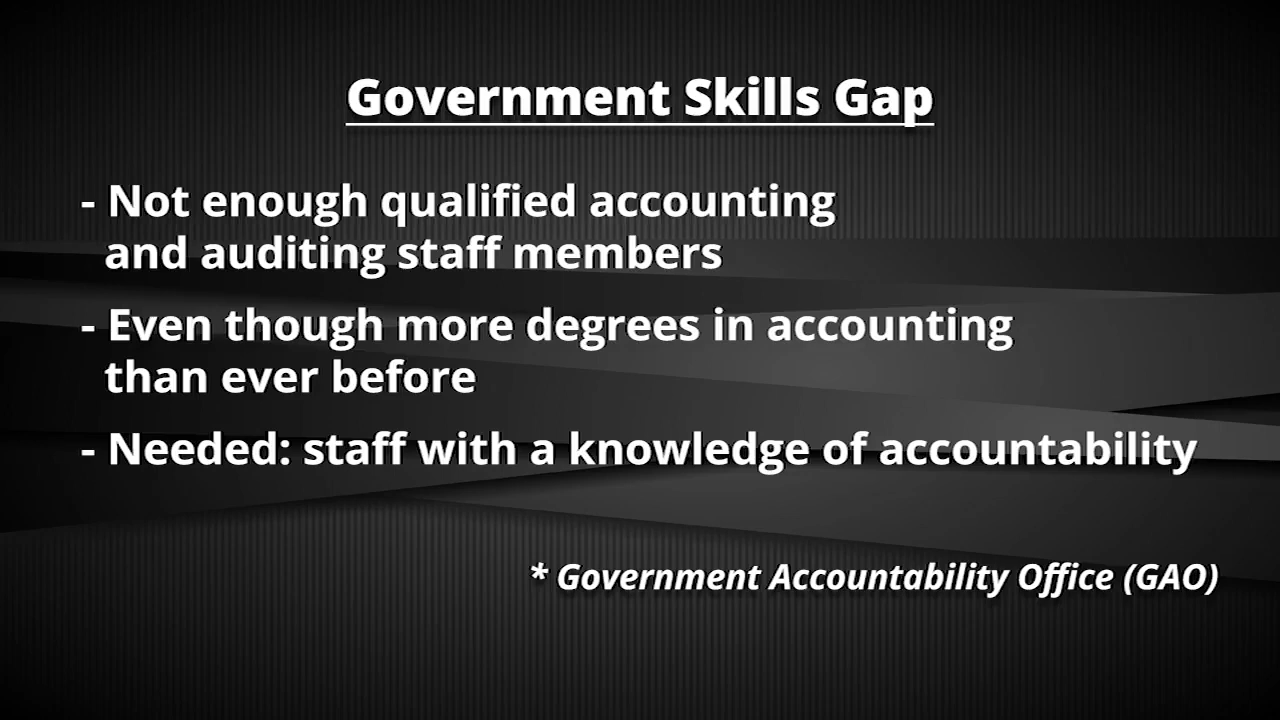 Government Skills Gap
- Not enough qualified accounting
and auditing staff members
- Even though more degrees in accounting
than ever before
- Needed: staff with a knowledge of accountability
* Government Accountability Office (GAO)